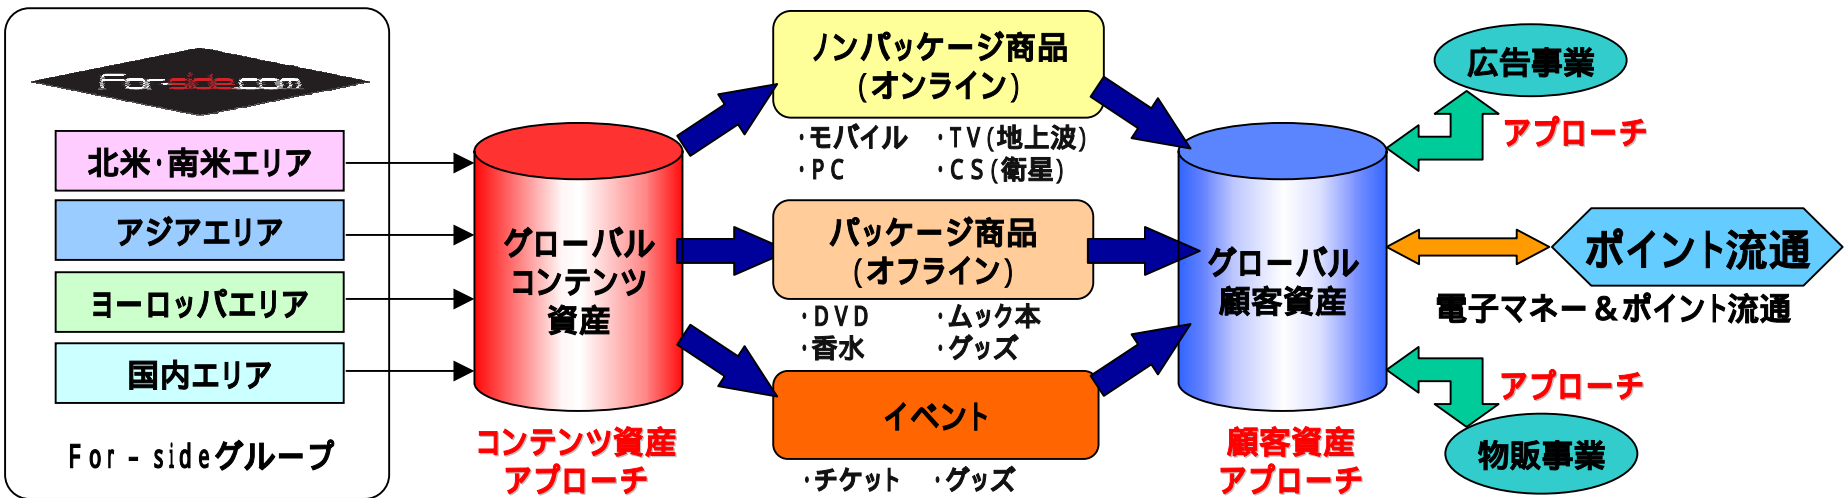 For-side.com
北米・南米エリア
アジアエリア
ヨーロッパエリア
国内エリア
For－sideグループ
グローバル
コンテンツ
資産
コンテンツ資産
アプローチ
ノンパッケージ商品
(オンライン)
・モバイル ・TV(地上波)
・PC ・CS(衛星)
パッケージ商品
(オフライン)
・DVD ・ムック本
・香水 ・グッズ
イベント
・チケット ・グッズ
グローバル
顧客資産
顧客資産
アプローチ
広告事業
アプローチ
ポイント流通
電子マネー＆ポイント流通
アプローチ
物販事業